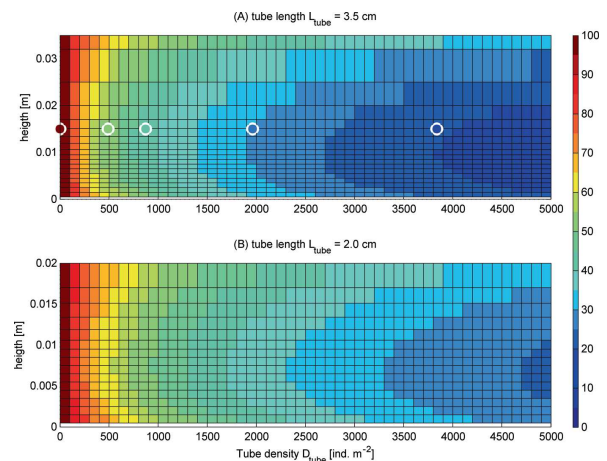 (A) tube length Ltube = 3.5 cm
heigth [m]
0.03
0.02
0.01
0
0 500 1000 1500 2000 2500 3000 3500 4000 4500 5000
(B) tube length Ltube = 2.0 cm
heigth [m]
0.02
0.015
0.01
0.005
0
0 500 1000 1500 2000 2500 3000 3500 4000 4500 5000
Tube density Dtube [ind. m-2]
100
90
80
70
60
50
40
30
20
10
0